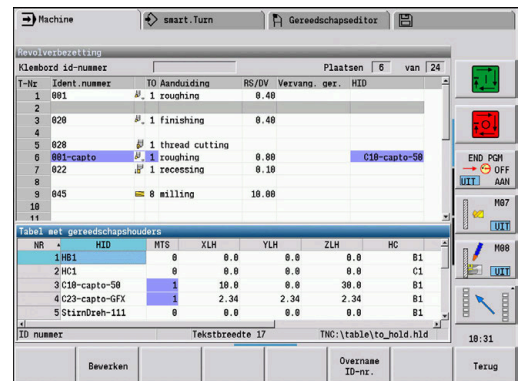 Machine smart.Turn Gereedschapseditor
Revolverbezetting
Klembord id-nummer Plaatsen 6 van 24
T-Nr Ident.nummer TO Aanduiding RS/DV Vervang. ger. HID
1 001 1 roughing 0.40
2
3 020 1 finishing 0.40
4
5 028 1 thread cutting
6 001-capto 1 roughing 0.80 C10-capto-50
7 022 1 recessing 0.10
8
9 045 8 milling 10.00
10
11
Tabel met gereedschapshouders
NR HID MTS XLH YLH ZLH HC
1 HB1 0 0.0 0.0 0.0 B1
2 HC1 0 0.0 0.0 0.0 C1
3 C10-capto-50 1 10.0 0.0 30.0 B1
4 C23-capto-GFX 1 2.34 2.34 2.34 B1
5 StirnDreh-111 0 0.0 0.0 0.0 B1
ID nummer Tekstbreedte 17 TNC:\table\to_hold.hld
END PGM
OFF
UIT AAN
M07
UIT
M08
UIT
10:31
Bewerken
Overname
ID-nr.
Terug